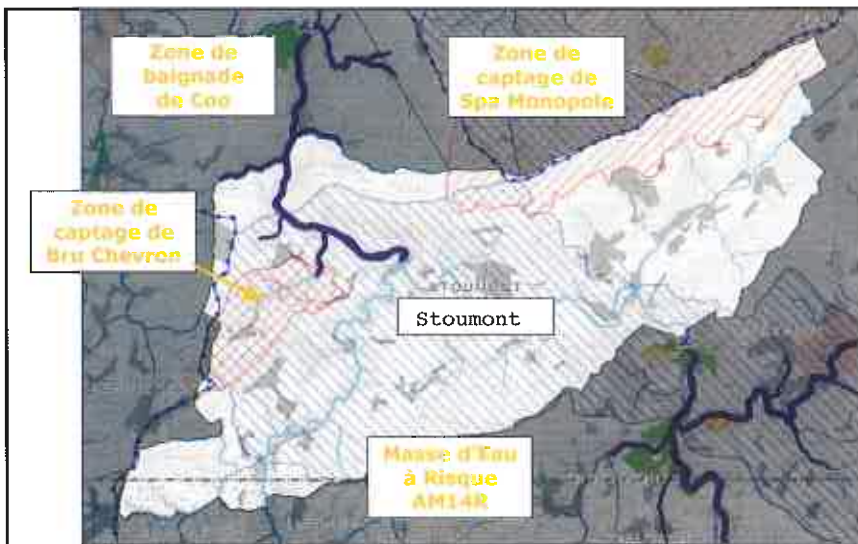 Zone de
baignade
de Coo
Zone de
captage de
Spa Monopole
Zone de
captage de
Bru Chevron
STOUMONT
Stoumont
Masse d'Eau
à Risque
AM14R